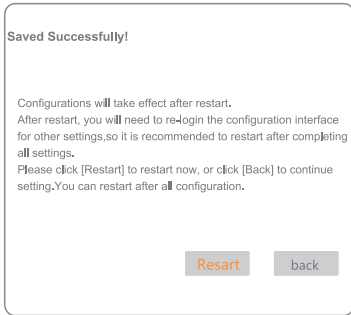 Saved Successfully!
Configurations will take effect after restart.
After restart, you will need to re-login the configuration interface
for other settings,so it is recommended to restart after completing
all settings.
Please click [Restart] to restart now, or click [Back] to continue
setting.You can restart after all configuration.
Resart
back